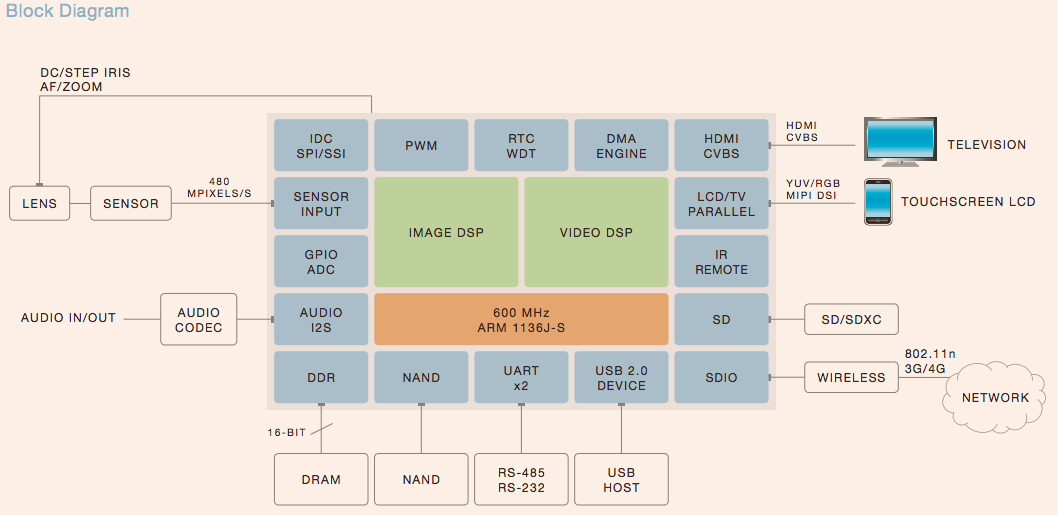 Block Diagram
DC/STEP IRIS
AF/ZOOM
IDC
SPI/SSI
PWM
RTC
WDT
DMA
ENGINE
HDMI
CVBS
HDMI
CVBS
TELEVISION
LENS
SENSOR
480
MPIXELS/S
SENSOR
INPUT
IMAGE DSP
VIDEO DSP
LCD/TV
PARALLEL
YUV/RGB
MIPI DSI
TOUCHSCREEN LCD
GPIO
ADC
IR
REMOTE
AUDIO IN/OUT
AUDIO
CODEC
AUDIO
I2S
600 MHz
ARM 1136J-S
SD
SD/SDXC
DDR
NAND
UART
x2
USB 2.0
DEVICE
SDIO
WIRELESS
802.11n
3G/4G
NETWORK
16-BIT
DRAM
NAND
RS-485
RS-232
USB
HOST